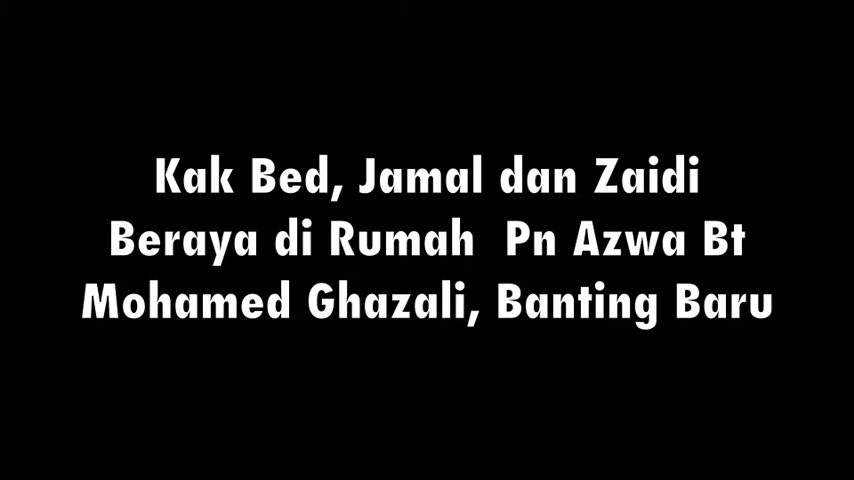 Kak Bed, Jamal dan Zaidi
Beraya di Rumah  Pn Azwa Bt
Mohamed Ghazali, Banting Baru